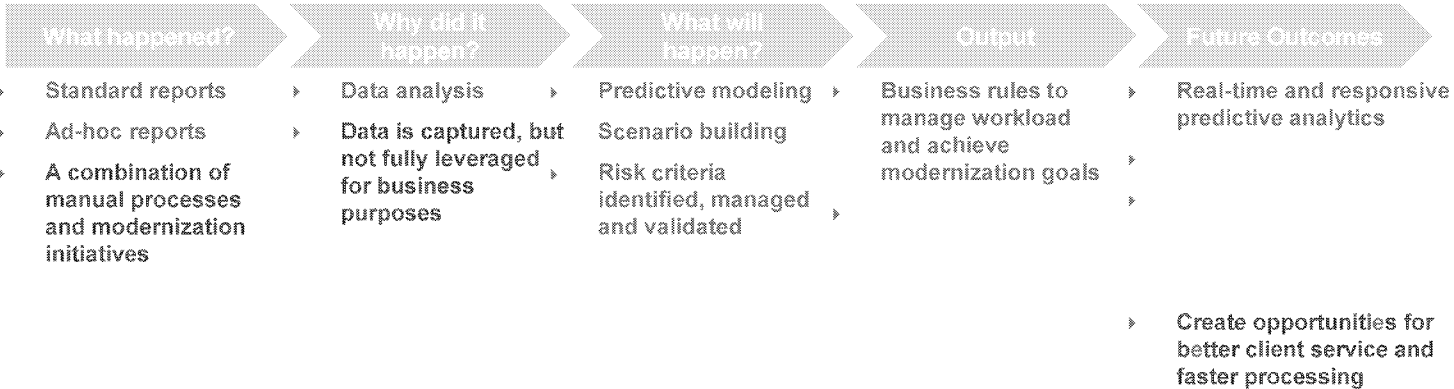 What happened?
Why did it
happen?
What will
happen?
Output
Future Outcomes
Standard reports
Ad-hoc reports
A combination of
manual processes
and modernization
initiatives
Data analysis
Data is captured, but
not fully leveraged
for business
purposes
Predictive modeling
Scenario building
Risk criteria
identified, managed
and validated
Business rules to
manage workload
and achieve
modernization goals
Real-time and responsive
predictive analytics
Create opportunities for
better client service and
faster processing